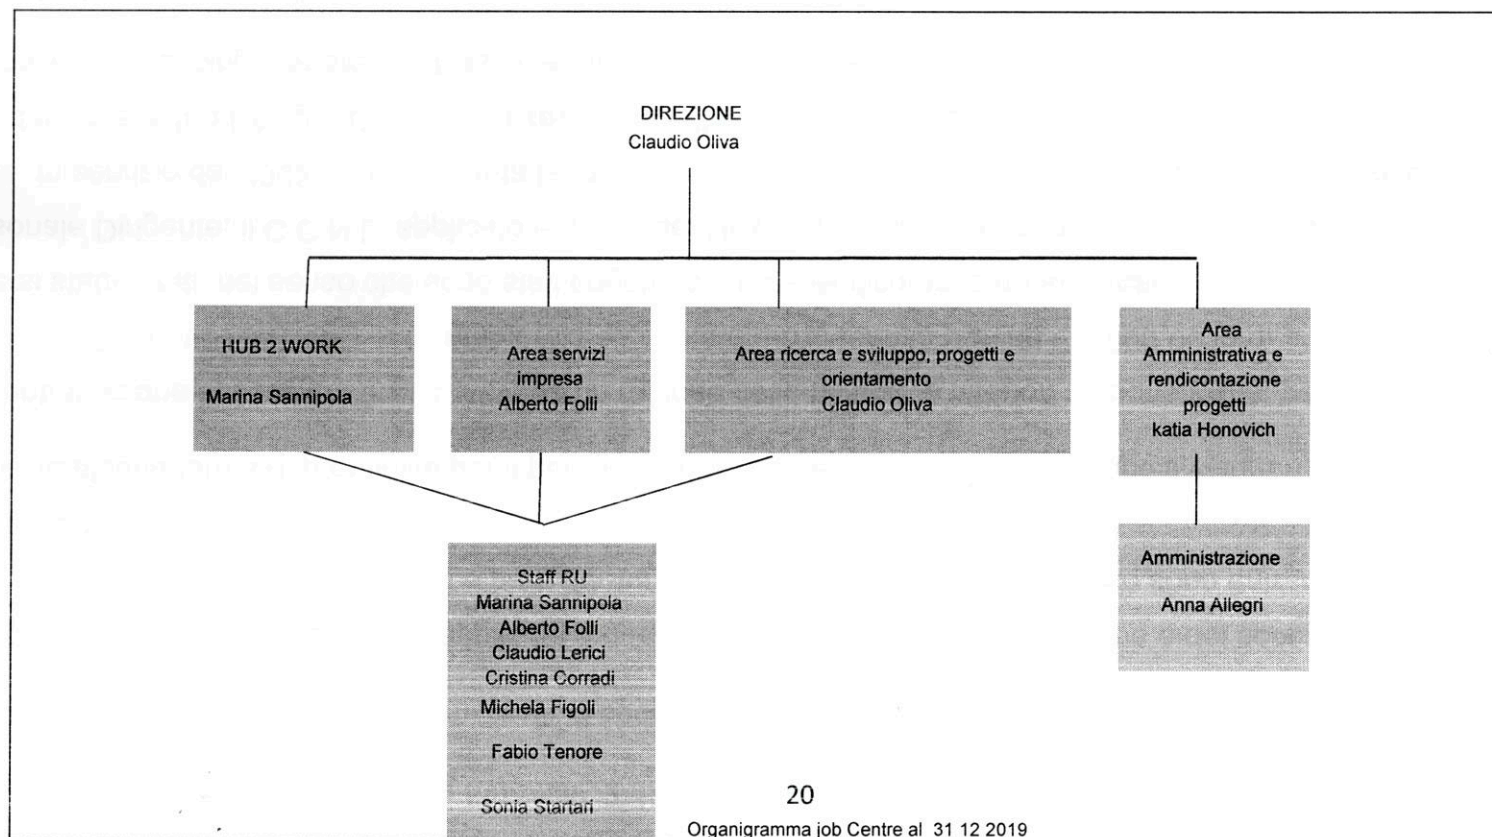 DIREZIONE
Claudio Oliva
HUB 2 WORK
Marina Sannipola
Area servizi
impresa
Alberto Folli
Area ricerca e sviluppo, progetti e
orientamento
Claudio Oliva
Area
Amministrativa e
rendicontazione
progetti
katia Honovich
Staff RU
Marina Sannipola
Alberto Folli
Claudio Lerici
Cristina Corradi
Michela Figoli
Fabio Tenore
Sonia Startari
Amministrazione
Anna Allegri
20
Organigramma job Centre al 31 12 2019